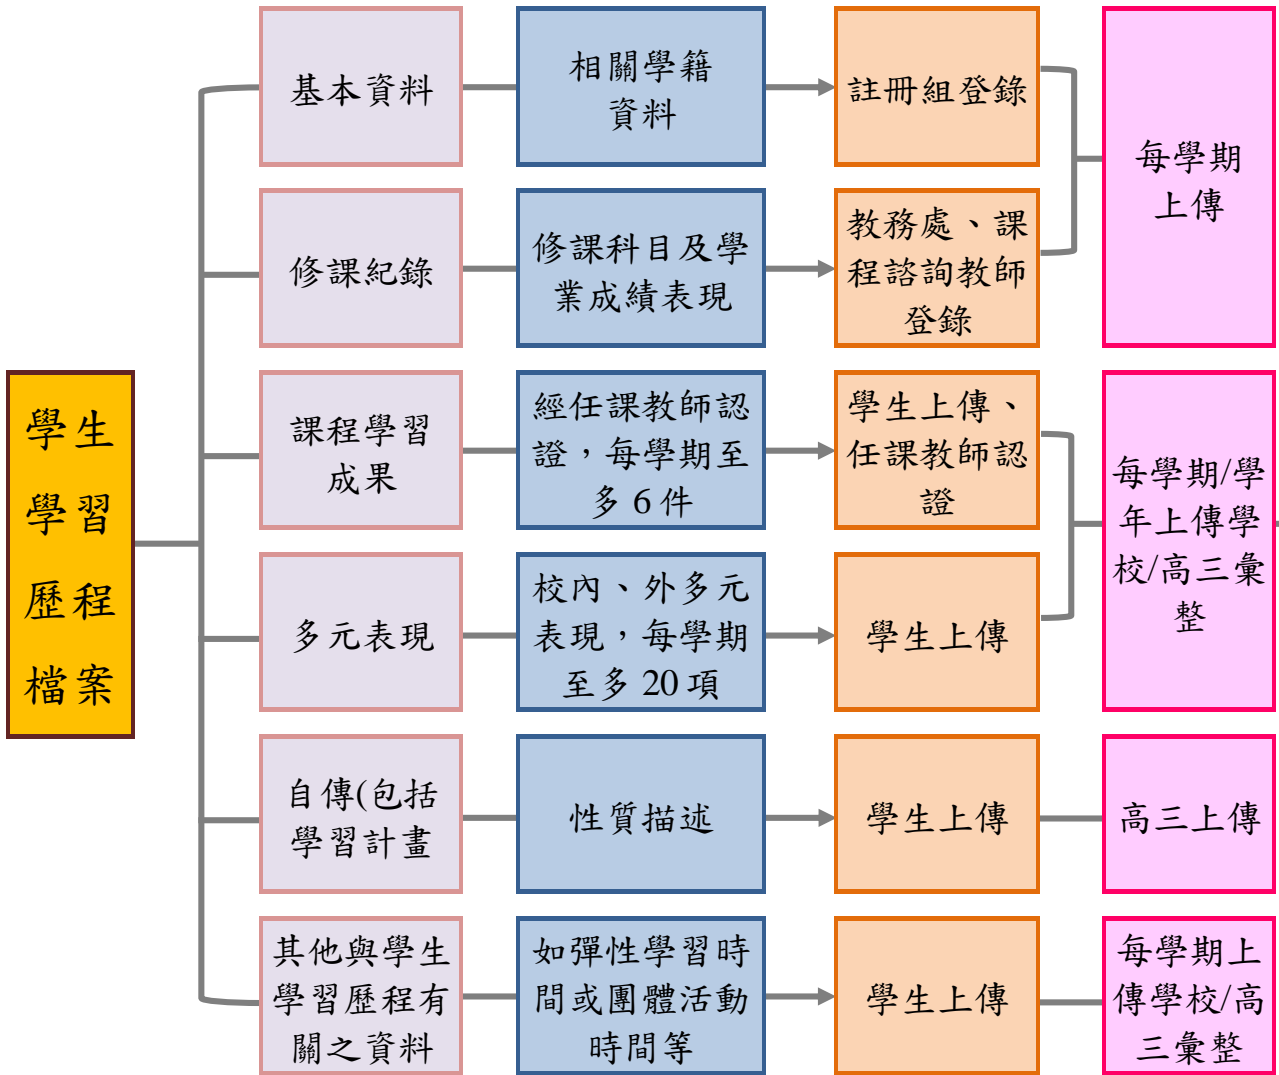 學生
學習
歷程
檔案
基本資料
相關學籍
資料
註冊組登錄
每學期
上傳
修課紀錄
修課科目及學
業成績表現
教務處、課
程諮詢教師
登錄
課程學習
成果
經任課教師認
證，每學期至
多 6 件
學生上傳、
任課教師認
證
每學期/學
年上傳學
校/高三彙
整
多元表現
校內、外多元
表現，每學期
至多 20 項
學生上傳
自傳(包括
學習計畫
性質描述
學生上傳
高三上傳
其他與學生
學習歷程有
關之資料
如彈性學習時
間或團體活動
時間等
學生上傳
每學期上
傳學校/高
三彙整